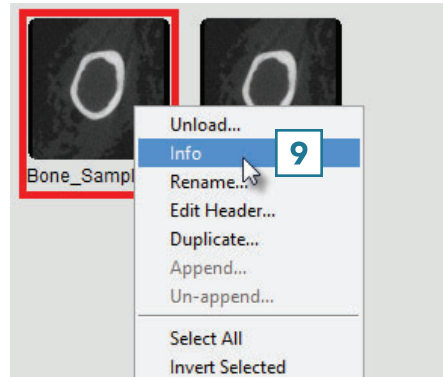 Unload...
Info
9
Bone_Sampl
Rename...
Edit Header...
Duplicate...
Append...
Un-append...
Select All
Invert Selected